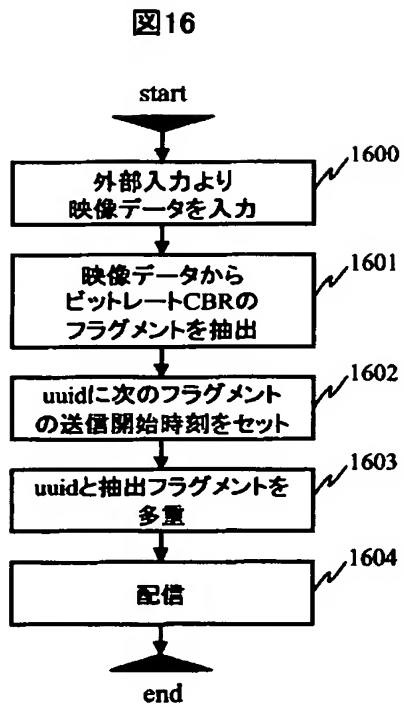 図16
start
外部入力より
映像データを入力
1600
映像データから
ビットレートCBRの
フラグメントを抽出
1601
uuidに次のフラグメント
の送信開始時刻をセット
1602
uuidと抽出フラグメントを
多重
1603
配信
1604
end